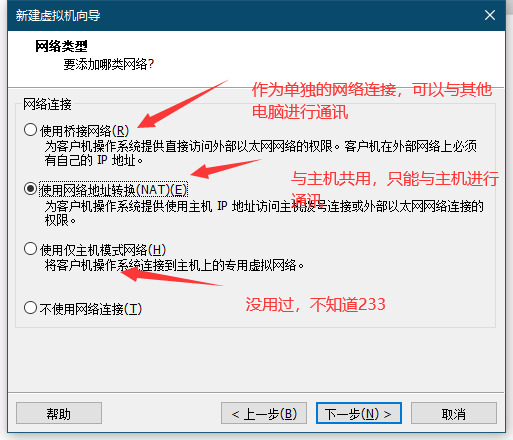 新建虚拟机向导
网络类型
要添加哪类网络?
作为单独的网络连接，可以与其他
电脑进行通讯
网络连接
使用桥接网络(R)
为客户机操作系统提供直接访问外部以太网网络的权限。客户机在外部网络上必须
有自己的 IP 地址。
与主机共用，只能与主机进行
通讯
使用网络地址转换(NAT)(E)
为客户机操作系统提供使用主机 IP 地址访问主机拨号连接或外部以太网网络连接的
权限。
使用仅主机模式网络(H)
将客户机操作系统连接到主机上的专用虚拟网络。
没用过，不知道233
不使用网络连接(T)
帮助
< 上一步(B)
下一步(N) >
取消